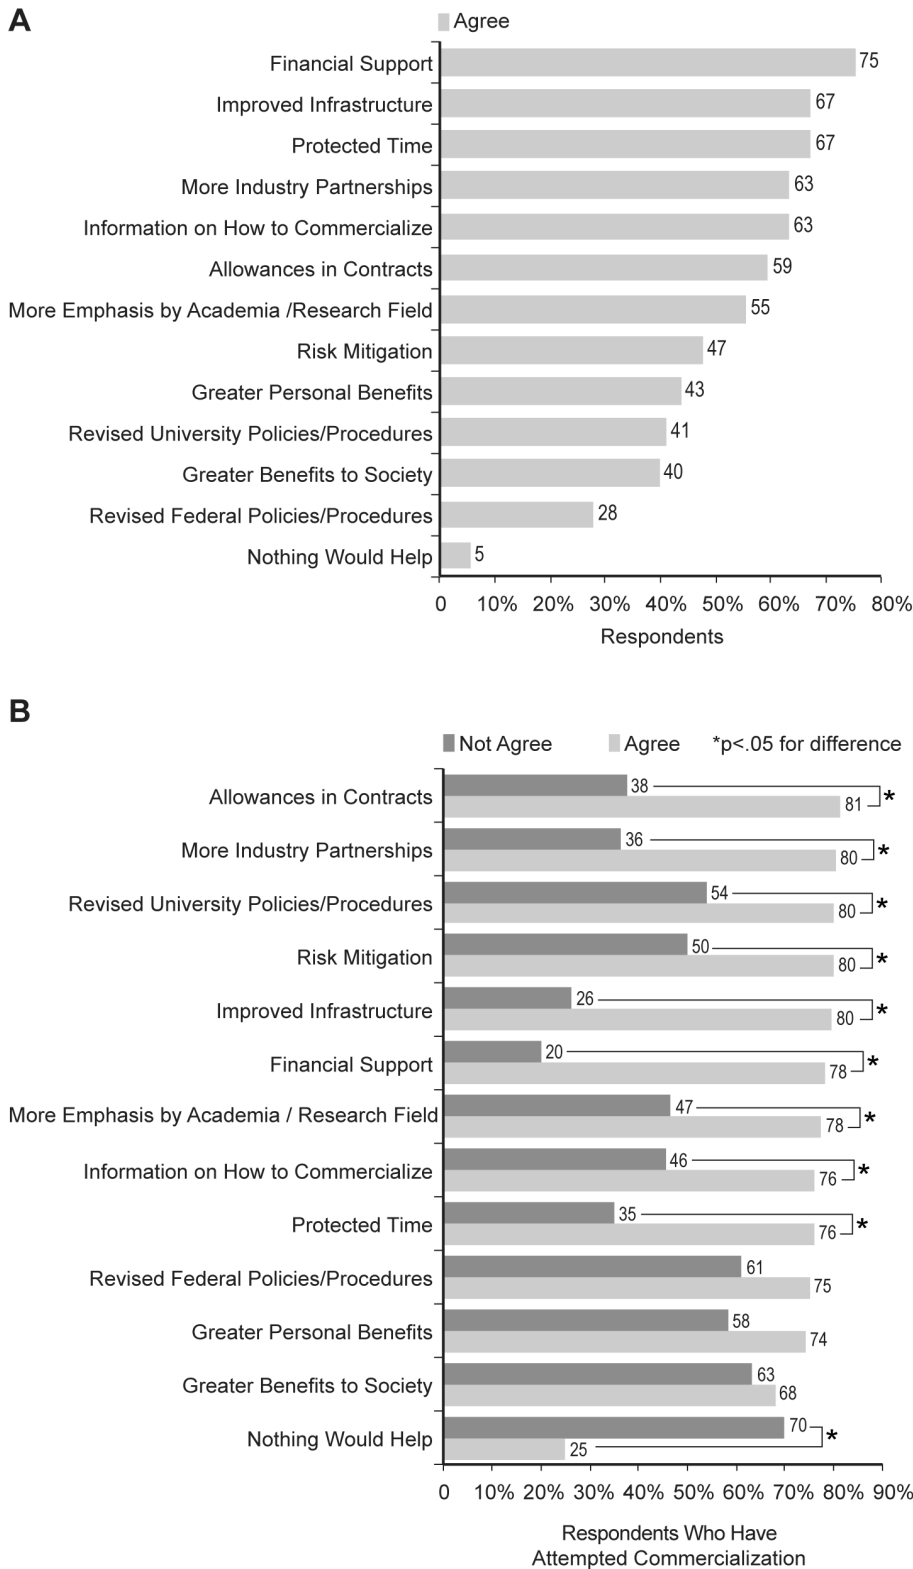 A
Agree
Financial Support 75
Improved Infrastructure 67
Protected Time 67
More Industry Partnerships 63
Information on How to Commercialize 63
Allowances in Contracts 59
More Emphasis by Academia /Research Field 55
Risk Mitigation 47
Greater Personal Benefits 43
Revised University Policies/Procedures 41
Greater Benefits to Society 40
Revised Federal Policies/Procedures 28
Nothing Would Help 5
0 10% 20% 30% 40% 50% 60% 70% 80%
Respondents
B
Not Agree Agree *p<.05 for difference
38
Allowances in Contracts 81 *
36
More Industry Partnerships 80 *
54
Revised University Policies/Procedures 80 *
50
Risk Mitigation 80 *
26
Improved Infrastructure 80 *
20
Financial Support 78 *
47
More Emphasis by Academia / Research Field 78 *
46
Information on How to Commercialize 76 *
35
Protected Time 76 *
61
Revised Federal Policies/Procedures 75
58
Greater Personal Benefits 74
63
Greater Benefits to Society 68
70
Nothing Would Help 25 *
0 10% 20% 30% 40% 50% 60% 70% 80% 90%
Respondents Who Have
Attempted Commercialization